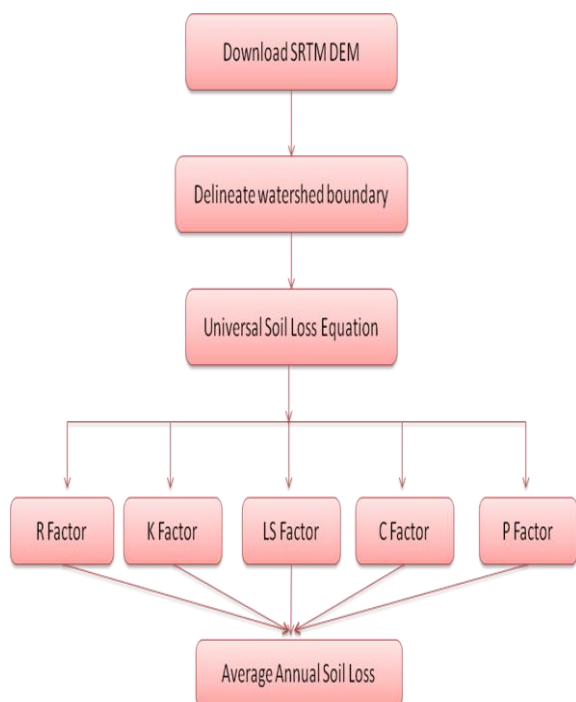 Download SRTM DEM
Delineate watershed boundary
Universal Soil Loss Equation
R Factor
K Factor
LS Factor
C Factor
P Factor
Average Annual Soil Loss